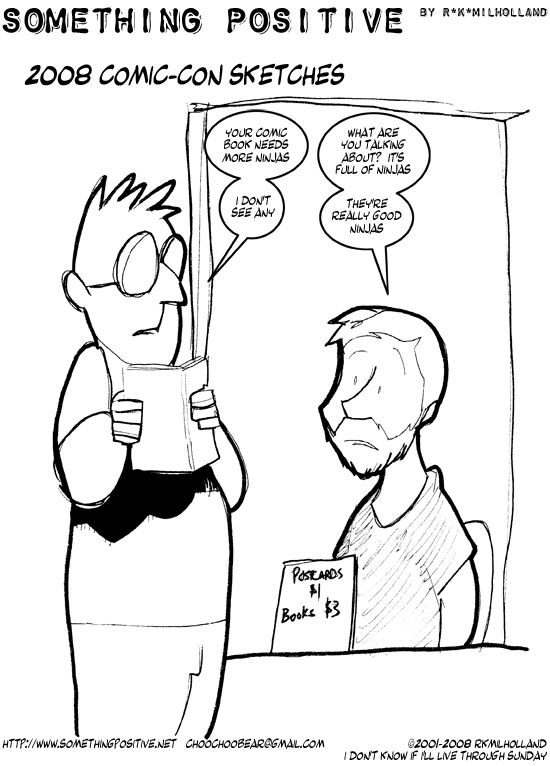 SOMETHING POSITIVE
BY R*K*MILHOLLAND
2008 COMIC-CON SKETCHES
YOUR COMIC
BOOK NEEDS
MORE NINJAS
I DON'T
SEE ANY
WHAT ARE
YOU TALKING
ABOUT? IT'S
FULL OF NINJAS
THEY'RE
REALLY GOOD
NINJAS
POSTCARDS
$1
BOOKS $3
HTTP://WWW.SOMETHINGPOSITIVE.NET CHOOCHOOBEAR@GMAIL.COM
©2001-2008 RKMILHOLLAND
I DON'T KNOW IF I'LL LIVE THROUGH SUNDAY